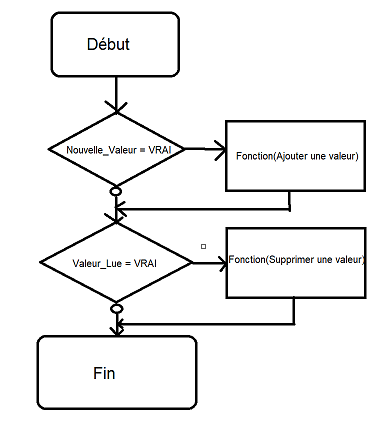 Début
Nouvelle_Valeur = VRAI
Fonction(Ajouter une valeur)
Valeur_Lue = VRAI
Fonction(Supprimer une valeur)
Fin